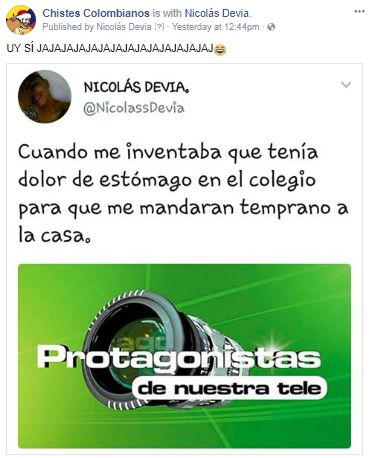 Chistes Colombianos is with Nicolás Devia.
Published by Nicolás Devia [?] · Yesterday at 12:44pm ·
UY SÍ JAJAJAJAJAJAJAJAJAJAJAJAJAJAJ😂
NICOLÁS DEVIA.
@NicolassDevia
Cuando me inventaba que tenía
dolor de estómago en el colegio
para que me mandaran temprano a
la casa.
Protagonistas
de nuestra tele